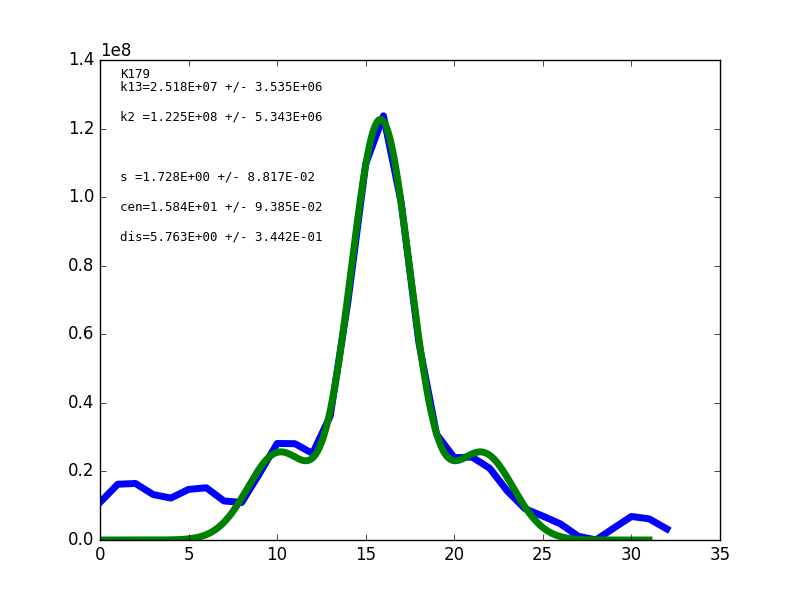 1e8
K179
k13=2.518E+07 +/- 3.535E+06
k2 =1.225E+08 +/- 5.343E+06
s =1.728E+00 +/- 8.817E-02
cen=1.584E+01 +/- 9.385E-02
dis=5.763E+00 +/- 3.442E-01
1.4
1.2
1.0
0.8
0.6
0.4
0.2
0.0
0 5 10 15 20 25 30 35